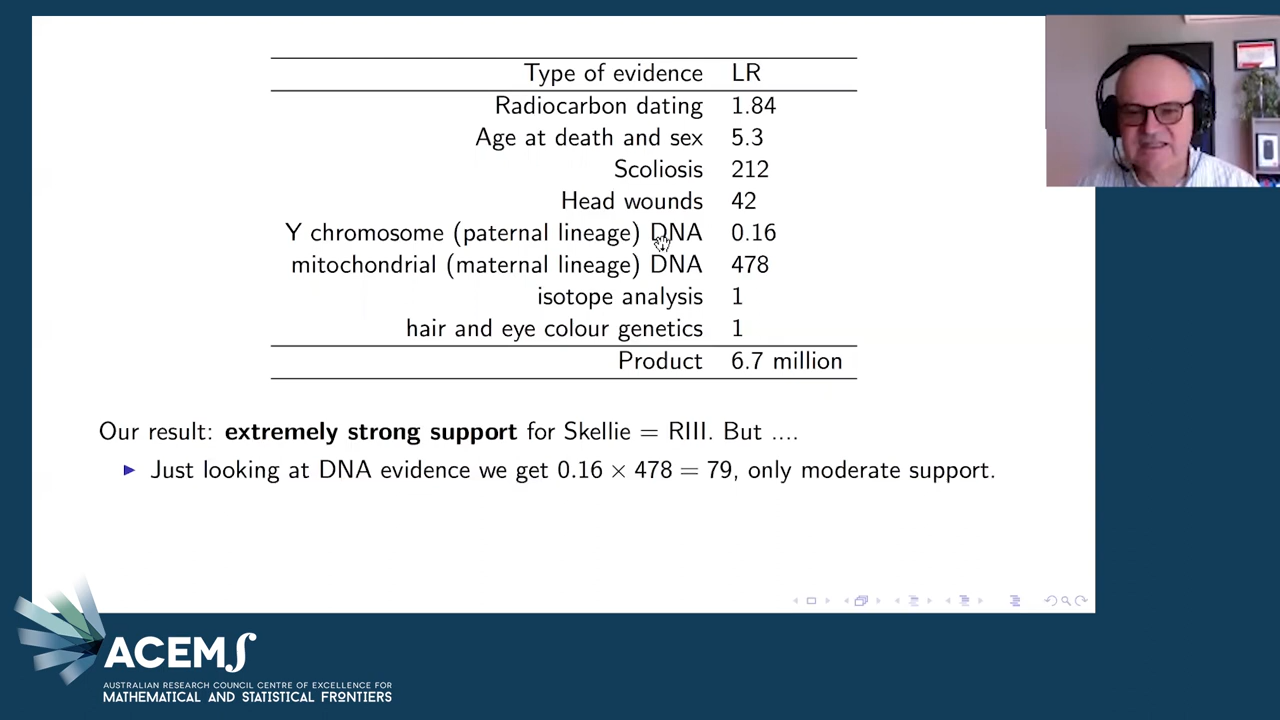 Type of evidence LR
Radiocarbon dating 1.84
Age at death and sex 5.3
Scoliosis 212
Head wounds 42
Y chromosome (paternal lineage) DNA 0.16
mitochondrial (maternal lineage) DNA 478
isotope analysis 1
hair and eye colour genetics 1
Product 6.7 million
Our result: extremely strong support for Skellie = RIII. But ....
Just looking at DNA evidence we get 0.16 × 478 = 79, only moderate support.
ACEMS
AUSTRALIAN RESEARCH COUNCIL CENTRE OF EXCELLENCE FOR
MATHEMATICAL AND STATISTICAL FRONTIERS